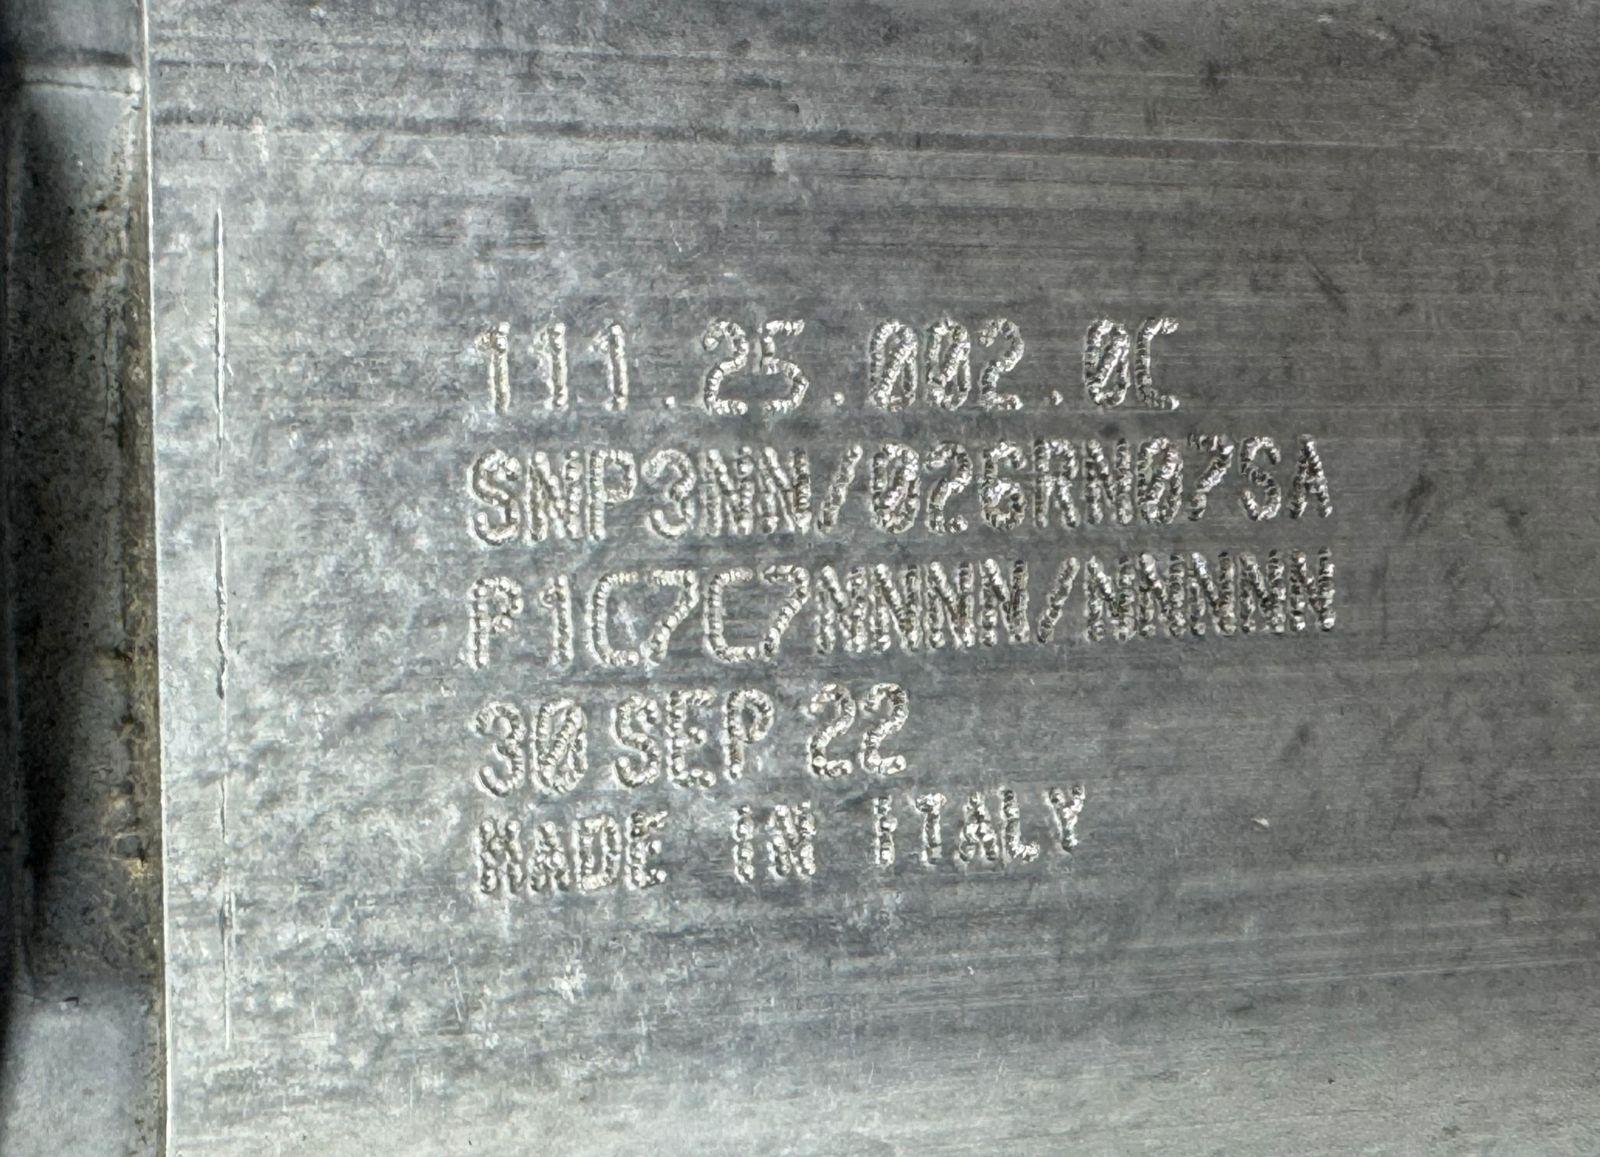 111.25.002.0C
SNP3NN/026RN07SA
P1C7C7NNNN/NNNNN
30 SEP 22
MADE IN ITALY